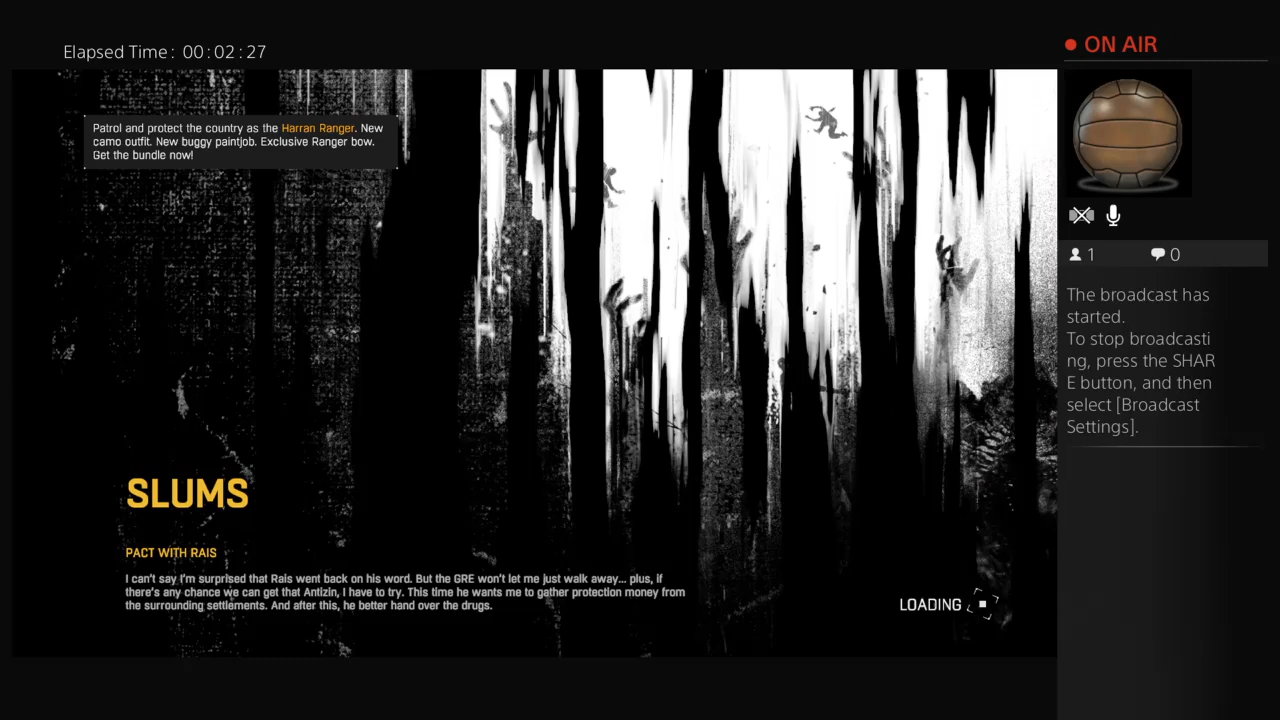 Elapsed Time: 00:02:27
ON AIR
Patrol and protect the country as the Harran Ranger. New
camo outfit. New buggy paintjob. Exclusive Ranger bow.
Get the bundle now!
1 0
The broadcast has
started.
To stop broadcasti
ng, press the SHAR
E button, and then
select [Broadcast
Settings].
SLUMS
PACT WITH RAIS
I can't say I'm surprised that Rais went back on his word. But the GRE won't let me just walk away... plus, if
there's any chance we can get that Antizin, I have to try. This time he wants me to gather protection money from
the surrounding settlements. And after this, he better hand over the drugs.
LOADING